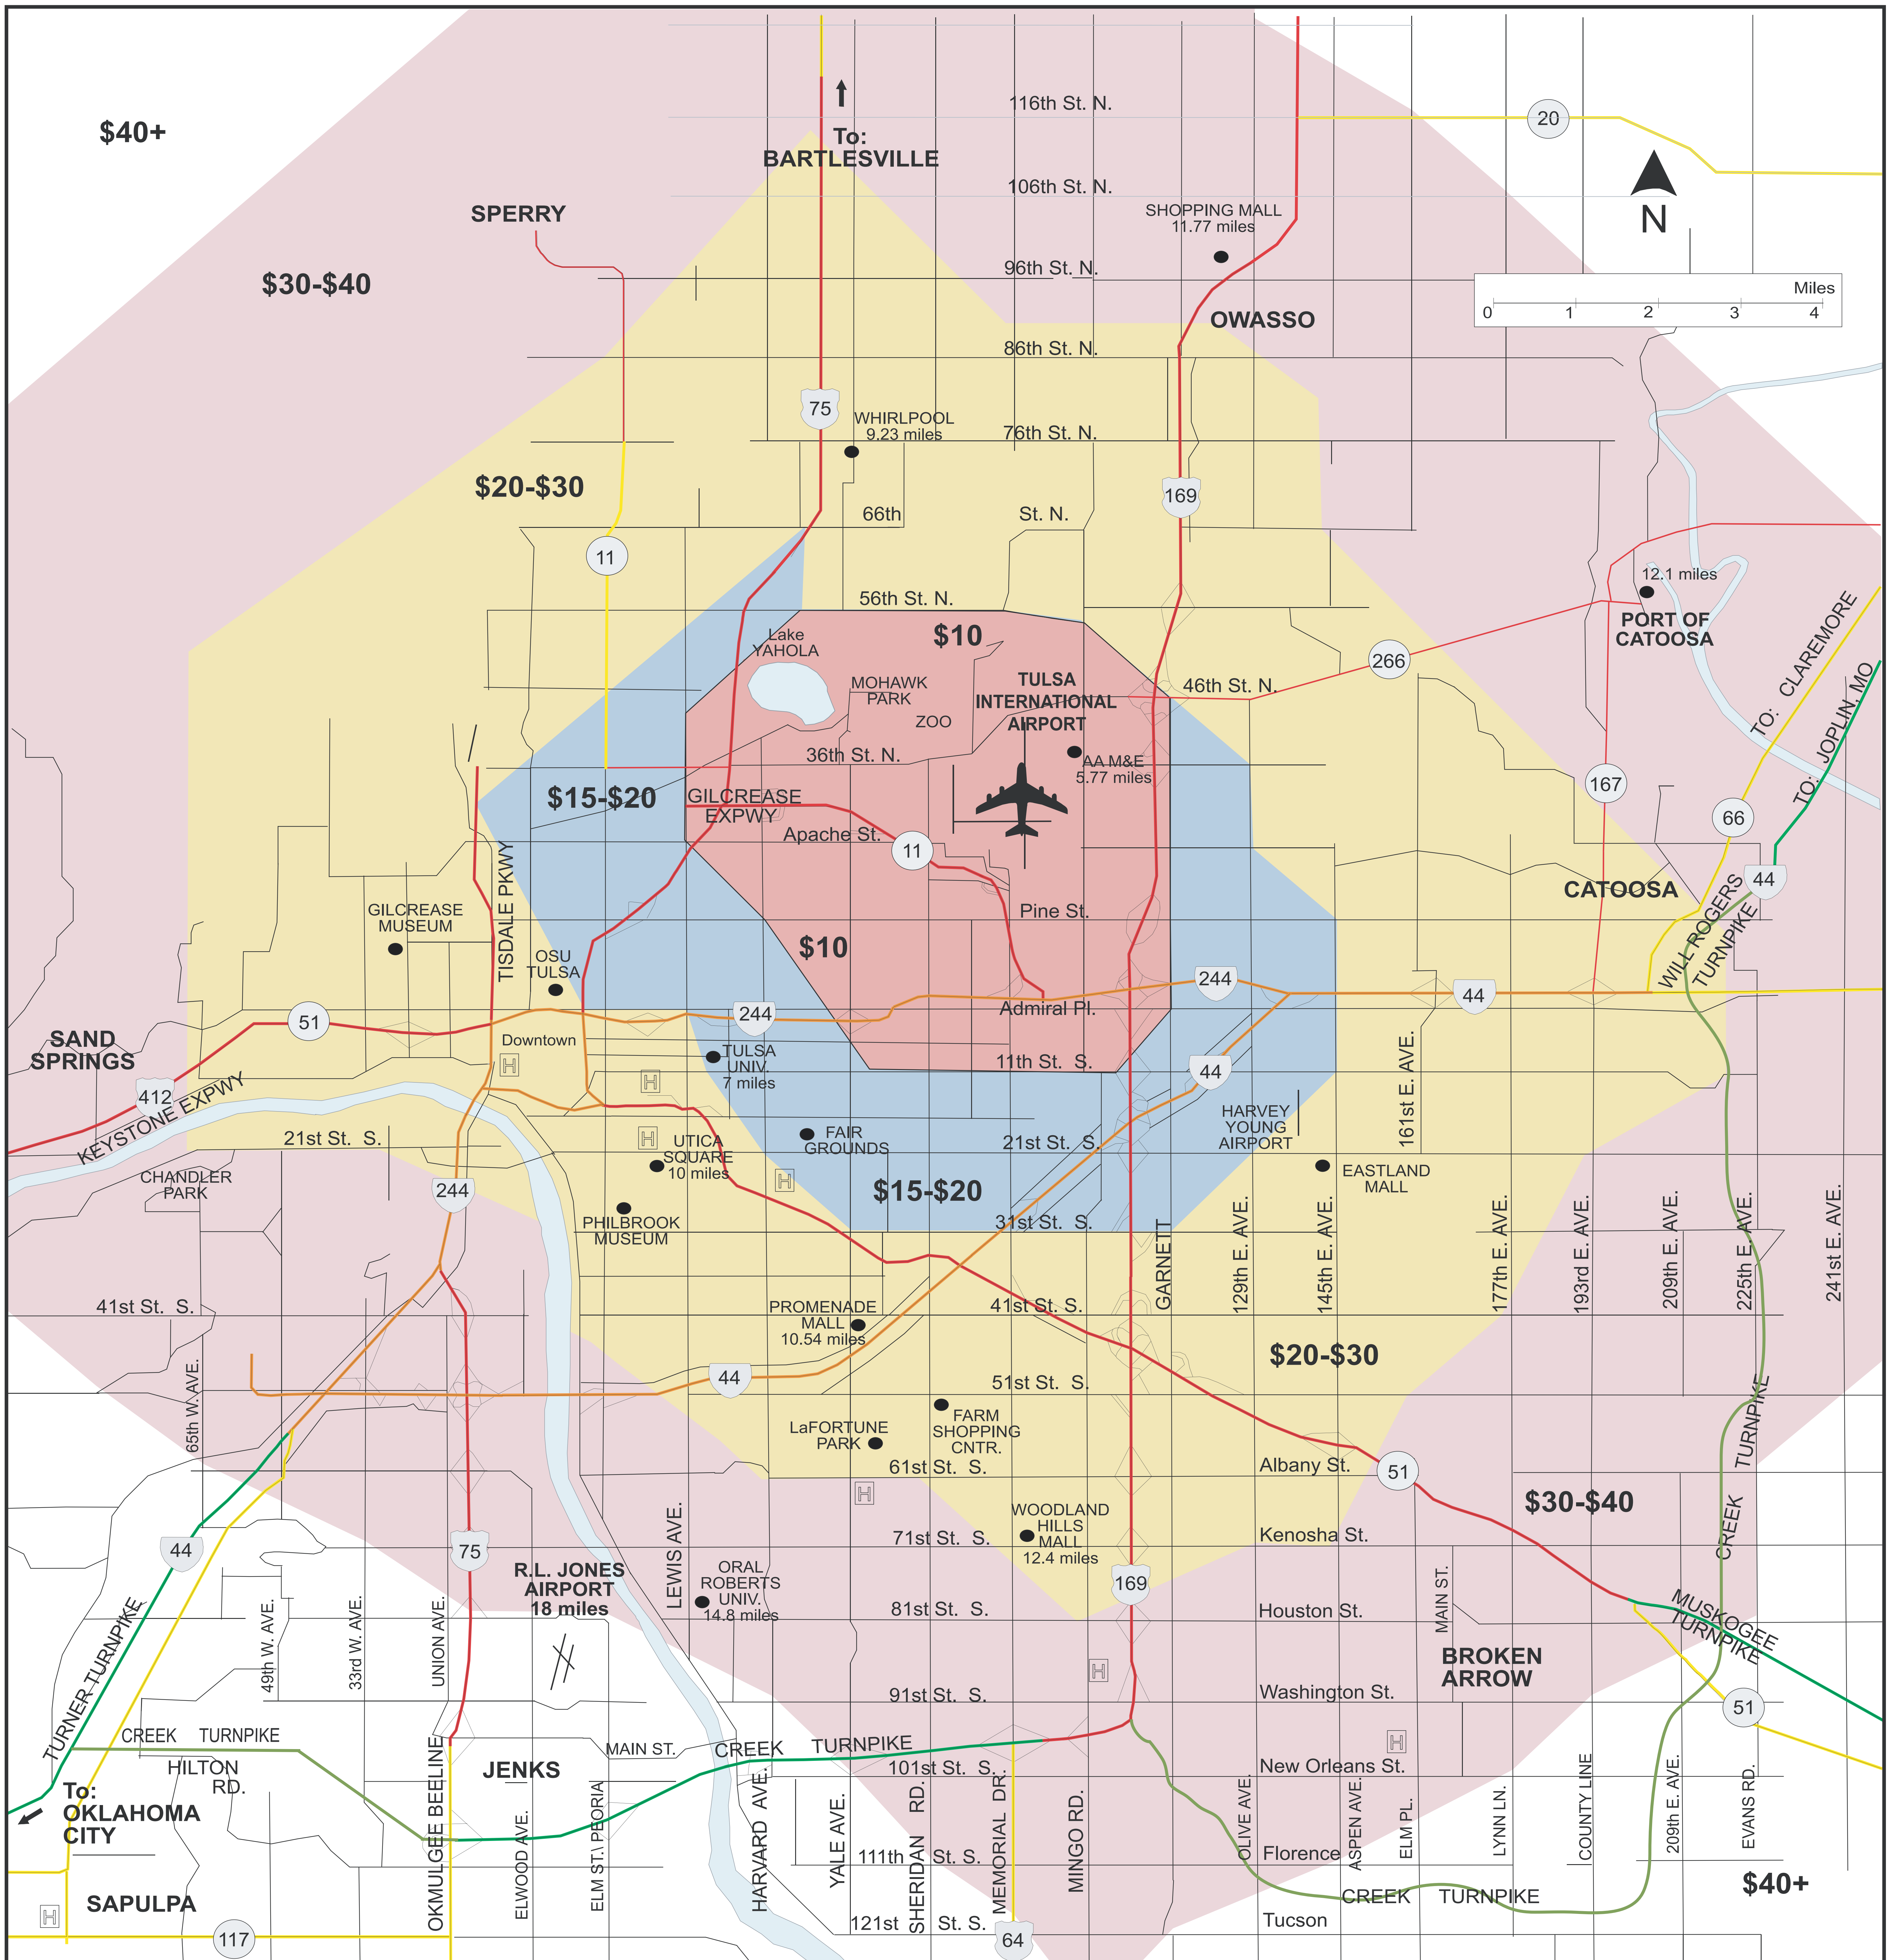 116th St. N.
20
$40+
To:
BARTLESVILLE
106th St. N.
N
SPERRY
SHOPPING MALL
11.77 miles
96th St. N.
$30-$40
Miles
0 1 2 3 4
OWASSO
86th St. N.
75
WHIRLPOOL
9.23 miles
76th St. N.
$20-$30
169
66th St. N.
11
12.1 miles
PORT OF
CATOOSA
56th St. N.
$10
Lake
YAHOLA
266
TO: CLAREMORE
TO: JOPLIN, MO
MOHAWK
PARK
ZOO
TULSA
INTERNATIONAL
AIRPORT
46th St. N.
36th St. N.
AA M&E
5.77 miles
$15-$20
GILCREASE
EXPWY
167
66
Apache St.
11
TISDALE PKWY
CATOOSA
44
GILCREASE
MUSEUM
Pine St.
WILL ROGERS
TURNPIKE
$10
OSU
TULSA
244
44
51
244
Admiral Pl.
SAND
SPRINGS
Downtown
H
TULSA
UNIV.
7 miles
11th St. S.
44
161st E. AVE.
412
KEYSTONE EXPWY
H
HARVEY
YOUNG
AIRPORT
21st St. S.
H
UTICA
SQUARE
10 miles
FAIR
GROUNDS
21st St. S.
EASTLAND
MALL
CHANDLER
PARK
244
H
$15-$20
PHILBROOK
MUSEUM
31st St. S.
GARNETT
129th E. AVE.
145th E. AVE.
177th E. AVE.
193rd E. AVE.
209th E. AVE.
225th E. AVE.
241st E. AVE.
41st St. S.
PROMENADE
MALL
10.54 miles
41st St. S.
$20-$30
65th W. AVE.
44
51st St. S.
FARM
SHOPPING
CNTR.
LaFORTUNE
PARK
61st St. S.
Albany St.
51
CREEK TURNPIKE
H
$30-$40
44
75
LEWIS AVE.
WOODLAND
HILLS
MALL
12.4 miles
71st St. S.
Kenosha St.
R.L. JONES
AIRPORT
18 miles
ORAL
ROBERTS
UNIV.
14.8 miles
169
81st St. S.
Houston St.
MAIN ST.
MUSKOGEE
TURNPIKE
49th W. AVE.
33rd W. AVE.
UNION AVE.
TURNER TURNPIKE
H
BROKEN
ARROW
91st St. S.
Washington St.
51
CREEK TURNPIKE
HILTON
RD.
JENKS
MAIN ST.
CREEK TURNPIKE
H
101st St. S.
New Orleans St.
To:
OKLAHOMA
CITY
OKMULGEE BEELINE
ELWOOD AVE.
ELM ST.\ PEORIA
HARVARD AVE.
YALE AVE.
SHERIDAN RD.
MEMORIAL DR.
MINGO RD.
OLIVE AVE.
ASPEN AVE.
ELM PL.
LYNN LN.
COUNTY LINE
209th E. AVE.
EVANS RD.
111th St. S.
Florence
$40+
SAPULPA
H
CREEK TURNPIKE
117
121st St. S.
64
Tucson